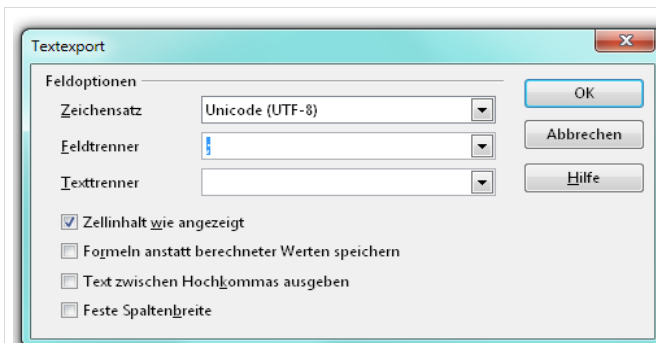 Textexport
Feldoptionen
OK
Zeichensatz Unicode (UTF-8)
Abbrechen
Feldtrenner ;
Texttrenner
Hilfe
Zellinhalt wie angezeigt
Formeln anstatt berechneter Werten speichern
Text zwischen Hochkommas ausgeben
Feste Spaltenbreite